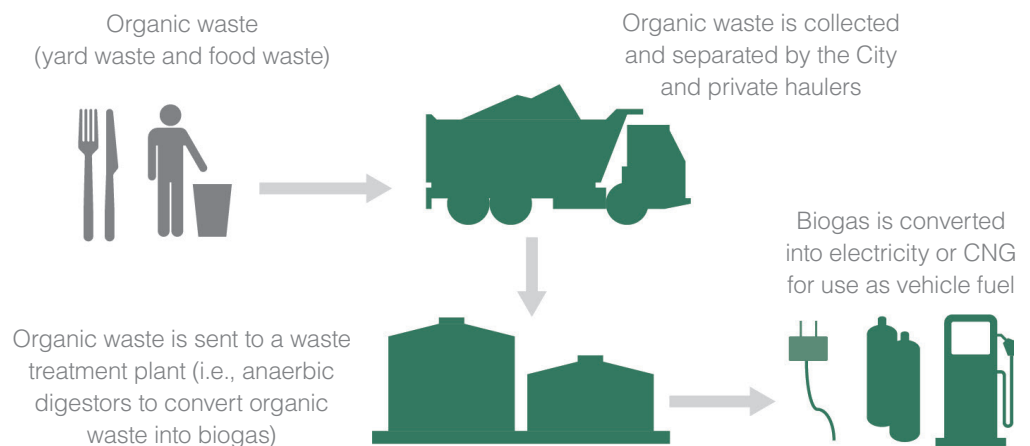 Organic waste
(yard waste and food waste)
Organic waste is collected
and separated by the City
and private haulers
Organic waste is sent to a waste
treatment plant (i.e., anaerbic
digestors to convert organic
waste into biogas)
Biogas is converted
into electricity or CNG
for use as vehicle fuel